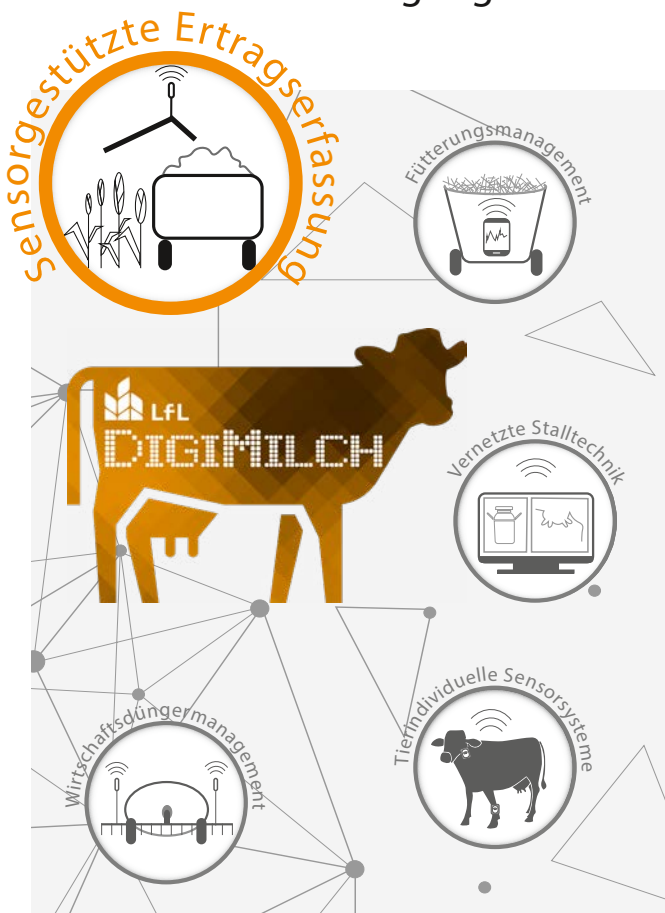 Sensorgestützte Ertragserfassung
Fütterungsmanagement
LfL
DIGIMILCH
Vernetzte Stalltechnik
Tierindividuelle Sensorsysteme
Wirtschaftsdüngermanagement